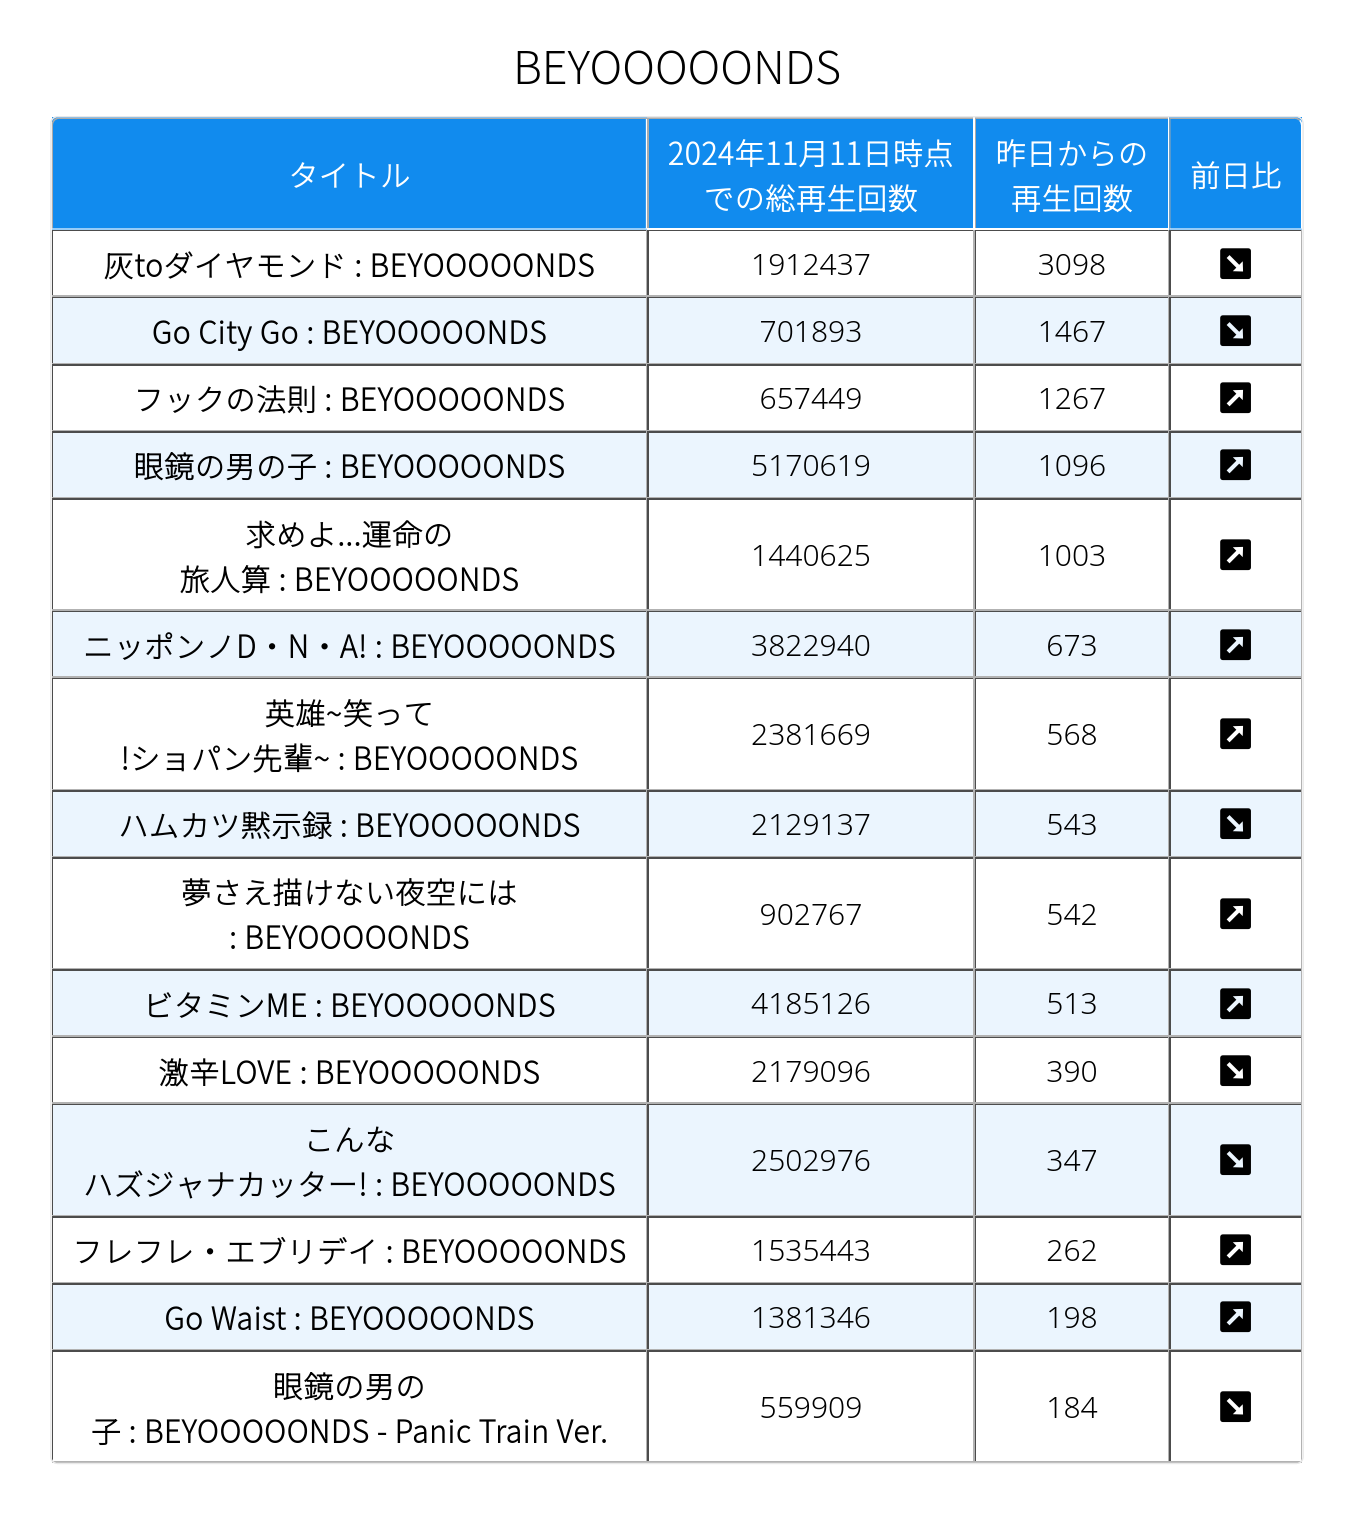 BEYOOOOONDS
タイトル
2024年11月11日時点
での総再生回数
昨日からの
再生回数
前日比
灰toダイヤモンド : BEYOOOOONDS 1912437 3098
Go City Go : BEYOOOOONDS 701893 1467
フックの法則 : BEYOOOOONDS 657449 1267
眼鏡の男の子 : BEYOOOOONDS 5170619 1096
求めよ...運命の
旅人算 : BEYOOOOONDS 1440625 1003
ニッポンノD・N・A! : BEYOOOOONDS 3822940 673
英雄~笑って
!ショパン先輩~ : BEYOOOOONDS 2381669 568
ハムカツ黙示録 : BEYOOOOONDS 2129137 543
夢さえ描けない夜空には
: BEYOOOOONDS 902767 542
ビタミンME : BEYOOOOONDS 4185126 513
激辛LOVE : BEYOOOOONDS 2179096 390
こんな
ハズジャナカッター! : BEYOOOOONDS 2502976 347
フレフレ・エブリデイ : BEYOOOOONDS 1535443 262
Go Waist : BEYOOOOONDS 1381346 198
眼鏡の男の
子 : BEYOOOOONDS - Panic Train Ver. 559909 184